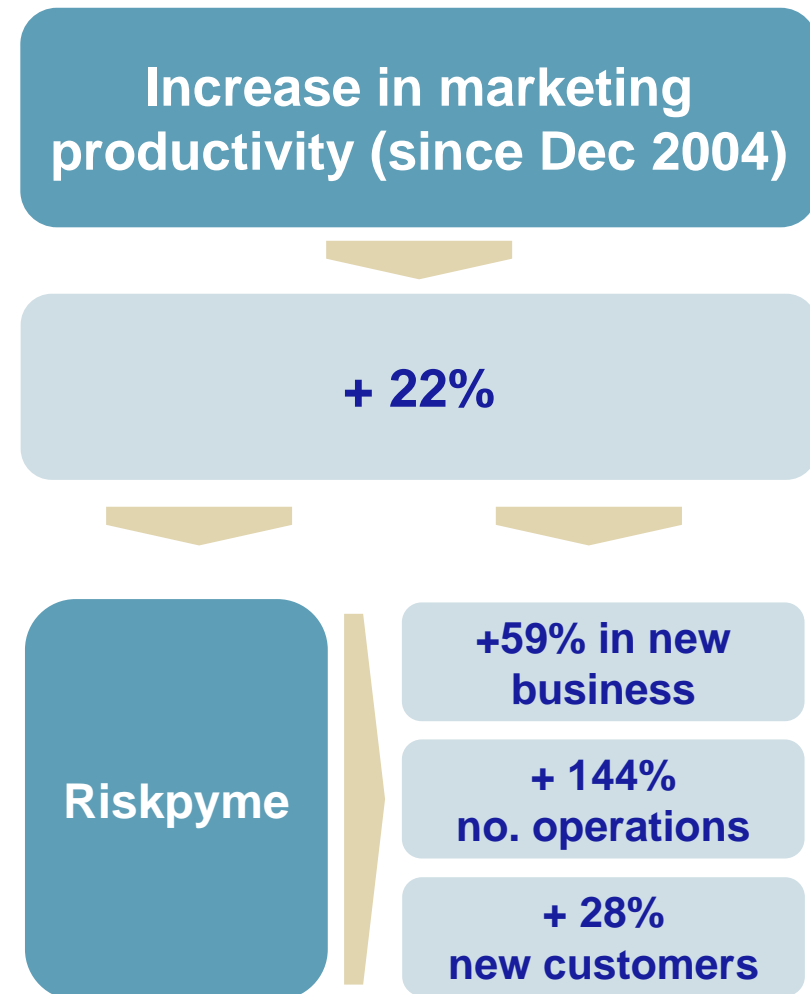 Increase in marketing
productivity (since Dec 2004)
+ 22%
Riskpyme
+59% in new
business
+ 144%
no. operations
+ 28%
new customers